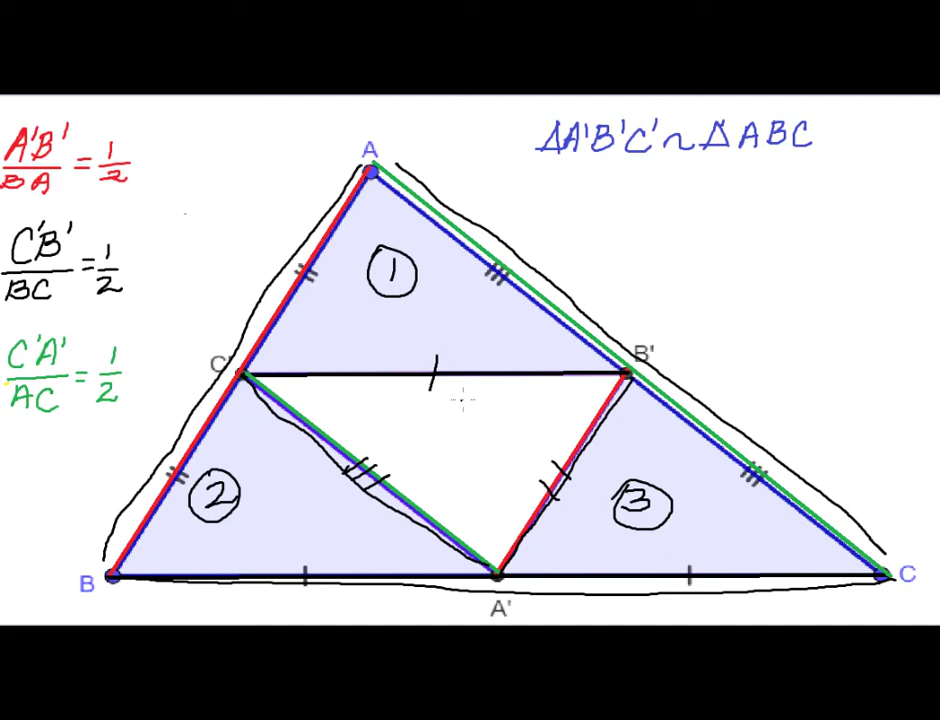 ΔA'B'C' ~ ΔABC
A'B'/BA = 1/2
C'B'/BC = 1/2
C'A'/AC = 1/2
A
1
C'
B'
2
3
B
A'
C